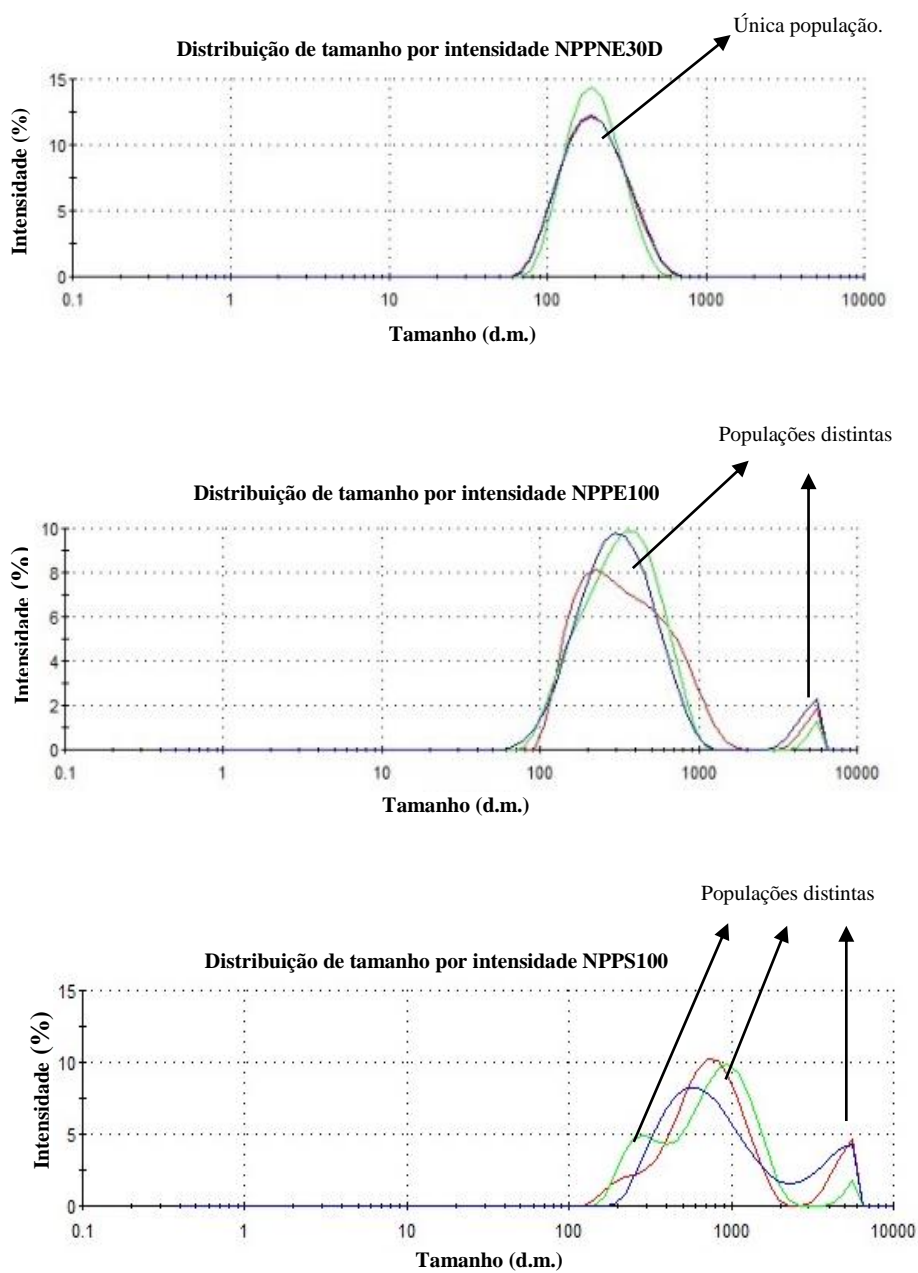 Única população.
Distribuição de tamanho por intensidade NPPNE30D
Intensidade (%)
15
10
5
0
0.1 1 10 100 1000 10000
Tamanho (d.m.)
Populações distintas
Distribuição de tamanho por intensidade NPPE100
Intensidade (%)
10
8
6
4
2
0
0.1 1 10 100 1000 10000
Tamanho (d.m.)
Populações distintas
Distribuição de tamanho por intensidade NPPS100
Intensidade (%)
15
10
5
0
0.1 1 10 100 1000 10000
Tamanho (d.m.)